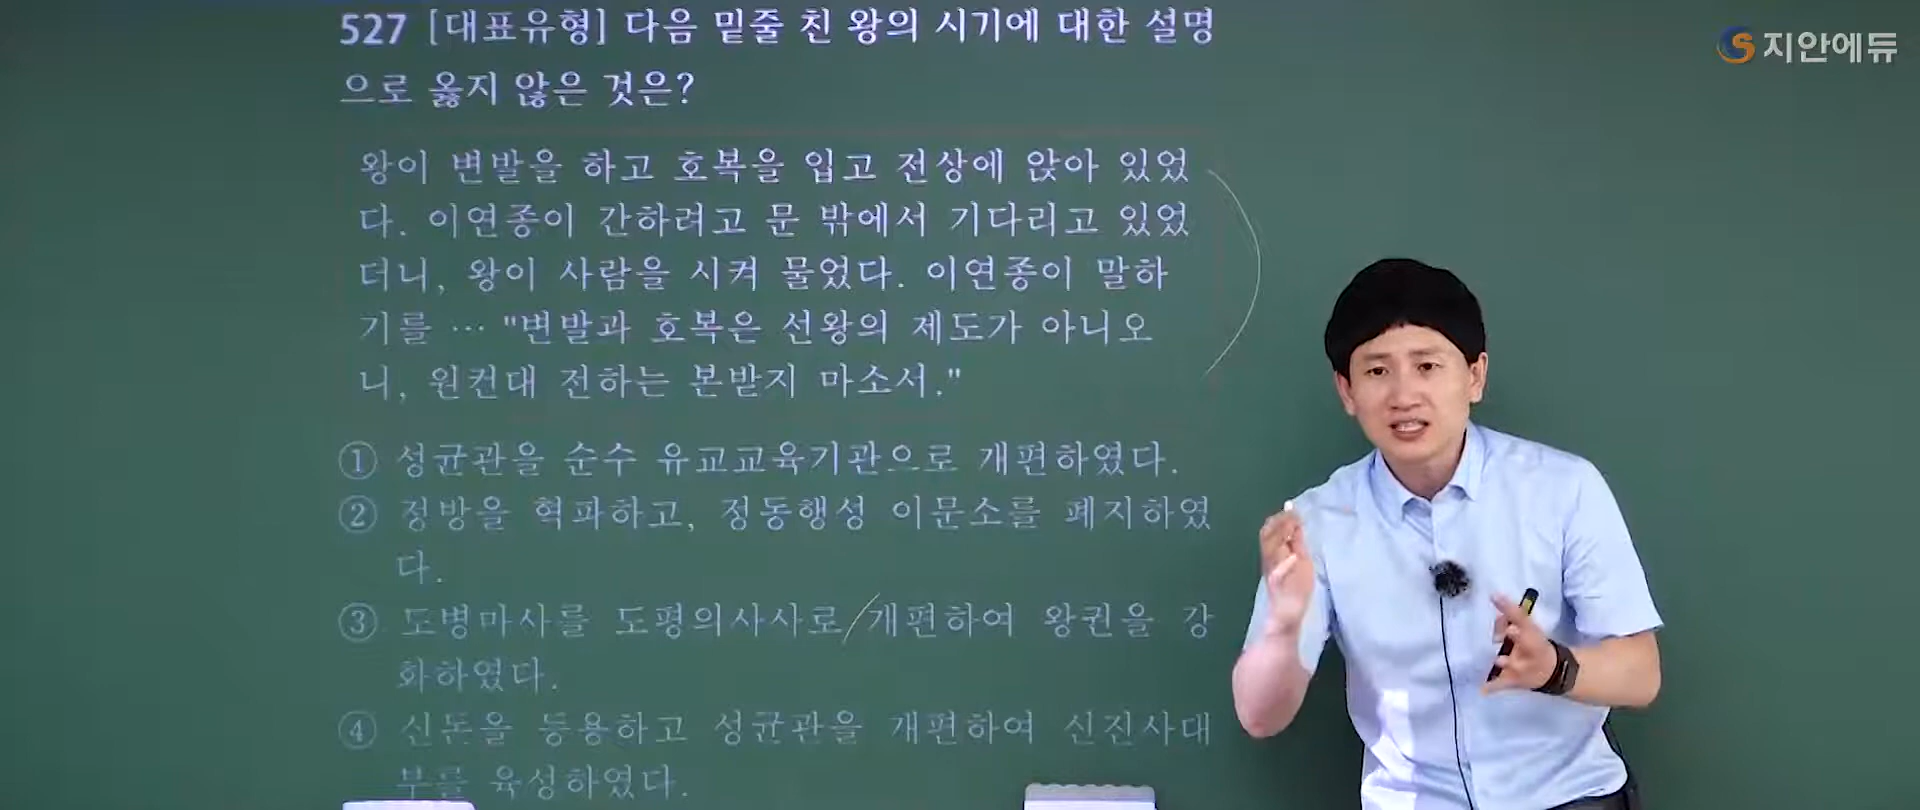 527 [대표유형] 다음 밑줄 친 왕의 시기에 대한 설명
으로 옳지 않은 것은?
지안에듀
왕이 변발을 하고 호복을 입고 전상에 앉아 있었
다. 이연종이 간하려고 문 밖에서 기다리고 있었
더니, 왕이 사람을 시켜 물었다. 이연종이 말하
기를 … "변발과 호복은 선왕의 제도가 아니오
니, 원컨대 전하는 본받지 마소서."
① 성균관을 순수 유교교육기관으로 개편하였다.
② 정방을 혁파하고, 정동행성 이문소를 폐지하였
다.
③ 도병마사를 도평의사사로 개편하여 왕권을 강
화하였다.
④ 신돈을 등용하고 성균관을 개편하여 신진사대
부를 육성하였다.